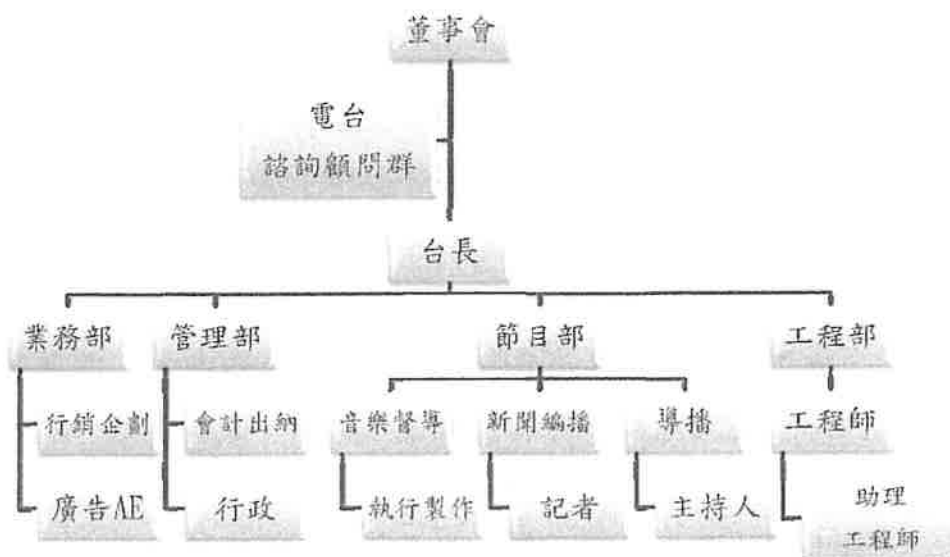 董事會
電台
諮詢顧問群
台長
業務部
管理部
節目部
工程部
行銷企劃
會計出納
音樂督導
新聞編播
導播
工程師
廣告AE
行政
執行製作
記者
主持人
助理
工程師